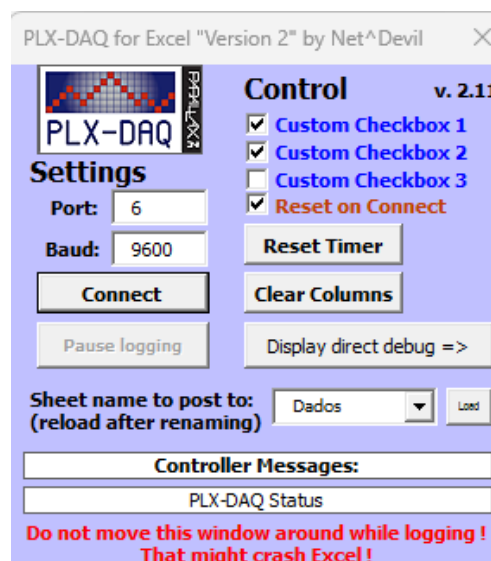 PLX-DAQ for Excel "Version 2" by Net^Devil
PLX-DAQ
PARALLAX
Control
v. 2.11
Custom Checkbox 1
Custom Checkbox 2
Custom Checkbox 3
Reset on Connect
Settings
Port: 6
Baud: 9600
Reset Timer
Connect
Clear Columns
Pause logging
Display direct debug =>
Sheet name to post to:
(reload after renaming)
Dados
Load
Controller Messages:
PLX-DAQ Status
Do not move this window around while logging !
That might crash Excel !